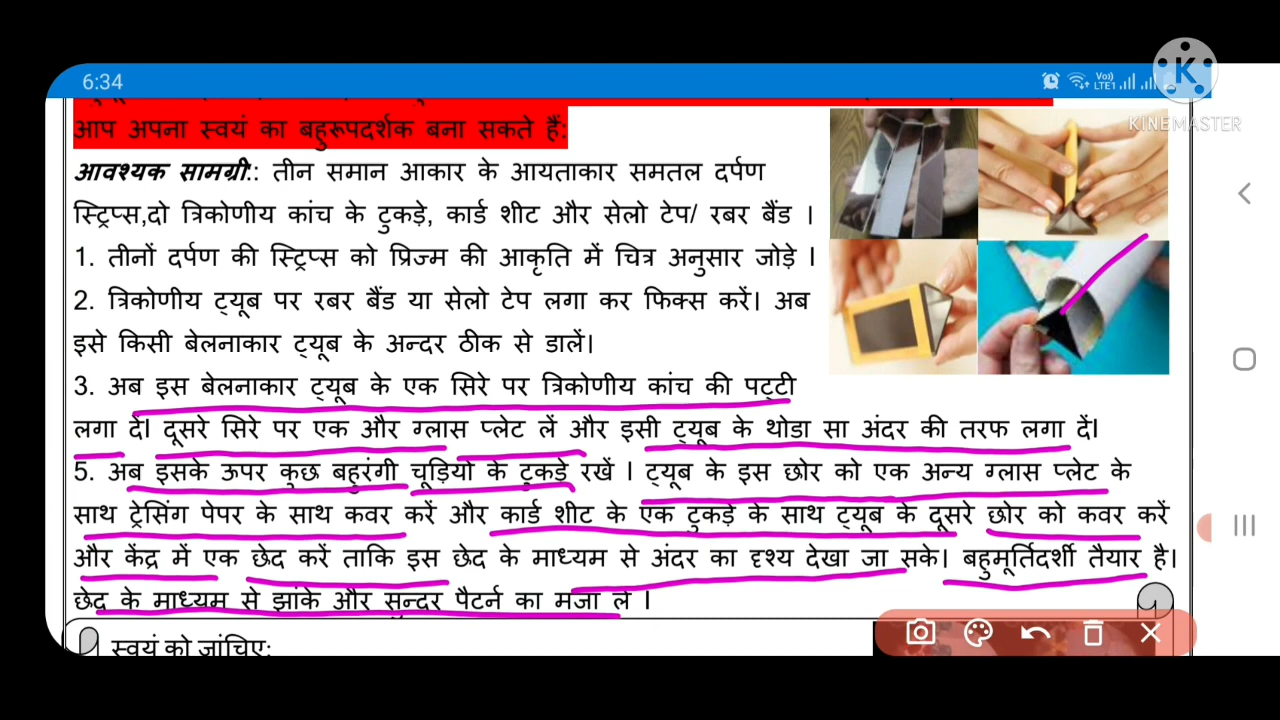 6:34
Vo)) LTE1
K
KINEMASTER
आप अपना स्वयं का बहुरूपदर्शक बना सकते हैं:
आवश्यक सामग्री:: तीन समान आकार के आयताकार समतल दर्पण
स्ट्रिप्स,दो त्रिकोणीय कांच के टुकड़े, कार्ड शीट और सेलो टेप/ रबर बैंड ।
1. तीनों दर्पण की स्ट्रिप्स को प्रिज्म की आकृति में चित्र अनुसार जोड़े ।
2. त्रिकोणीय ट्यूब पर रबर बैंड या सेलो टेप लगा कर फिक्स करें। अब
इसे किसी बेलनाकार ट्यूब के अन्दर ठीक से डालें।
3. अब इस बेलनाकार ट्यूब के एक सिरे पर त्रिकोणीय कांच की पट्टी
लगा दें। दूसरे सिरे पर एक और ग्लास प्लेट लें और इसी ट्यूब के थोडा सा अंदर की तरफ लगा दें।
5. अब इसके ऊपर कुछ बहुरंगी चूड़ियों के टुकड़े रखें । ट्यूब के इस छोर को एक अन्य ग्लास प्लेट के
साथ ट्रेसिंग पेपर के साथ कवर करें और कार्ड शीट के एक टुकड़े के साथ ट्यूब के दूसरे छोर को कवर करें
और केंद्र में एक छेद करें ताकि इस छेद के माध्यम से अंदर का दृश्य देखा जा सके। बहुमूर्तिदर्शी तैयार है।
छेद के माध्यम से झांके और सुन्दर पैटर्न का मजा लें ।
स्वयं को जांचिए: